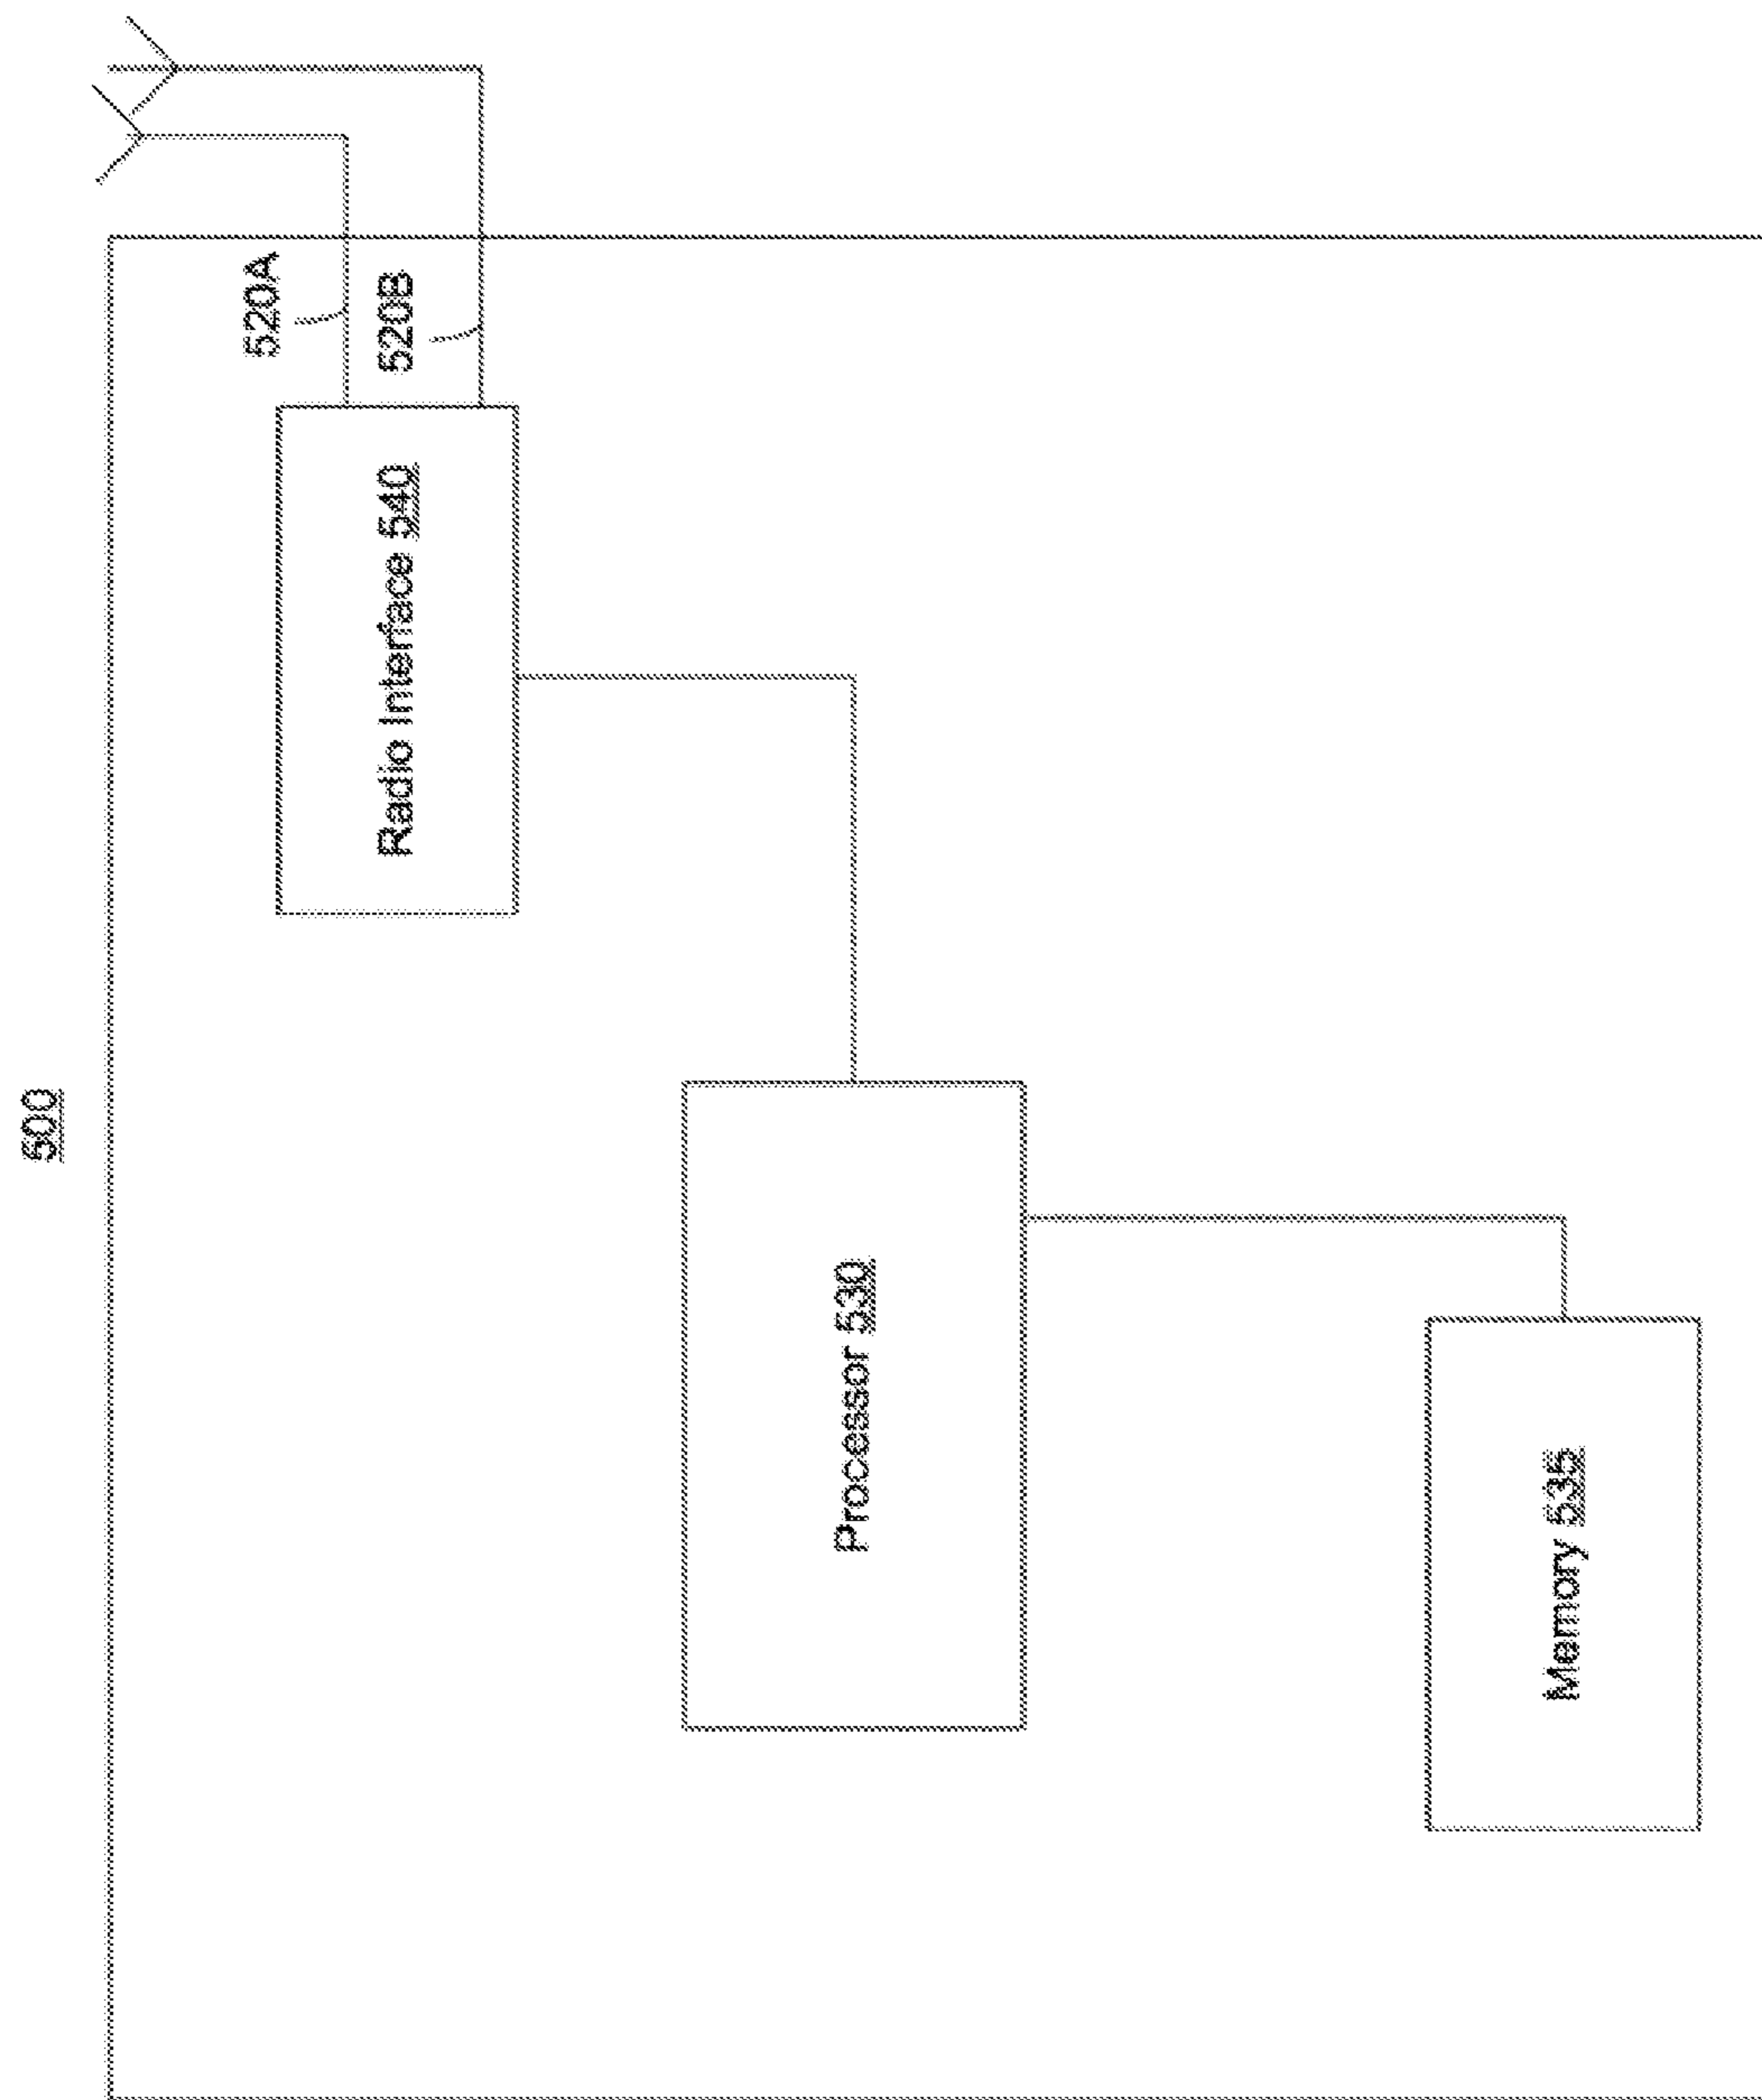 500
520A
520B
Radio Interface 540
Processor 530
Memory 535